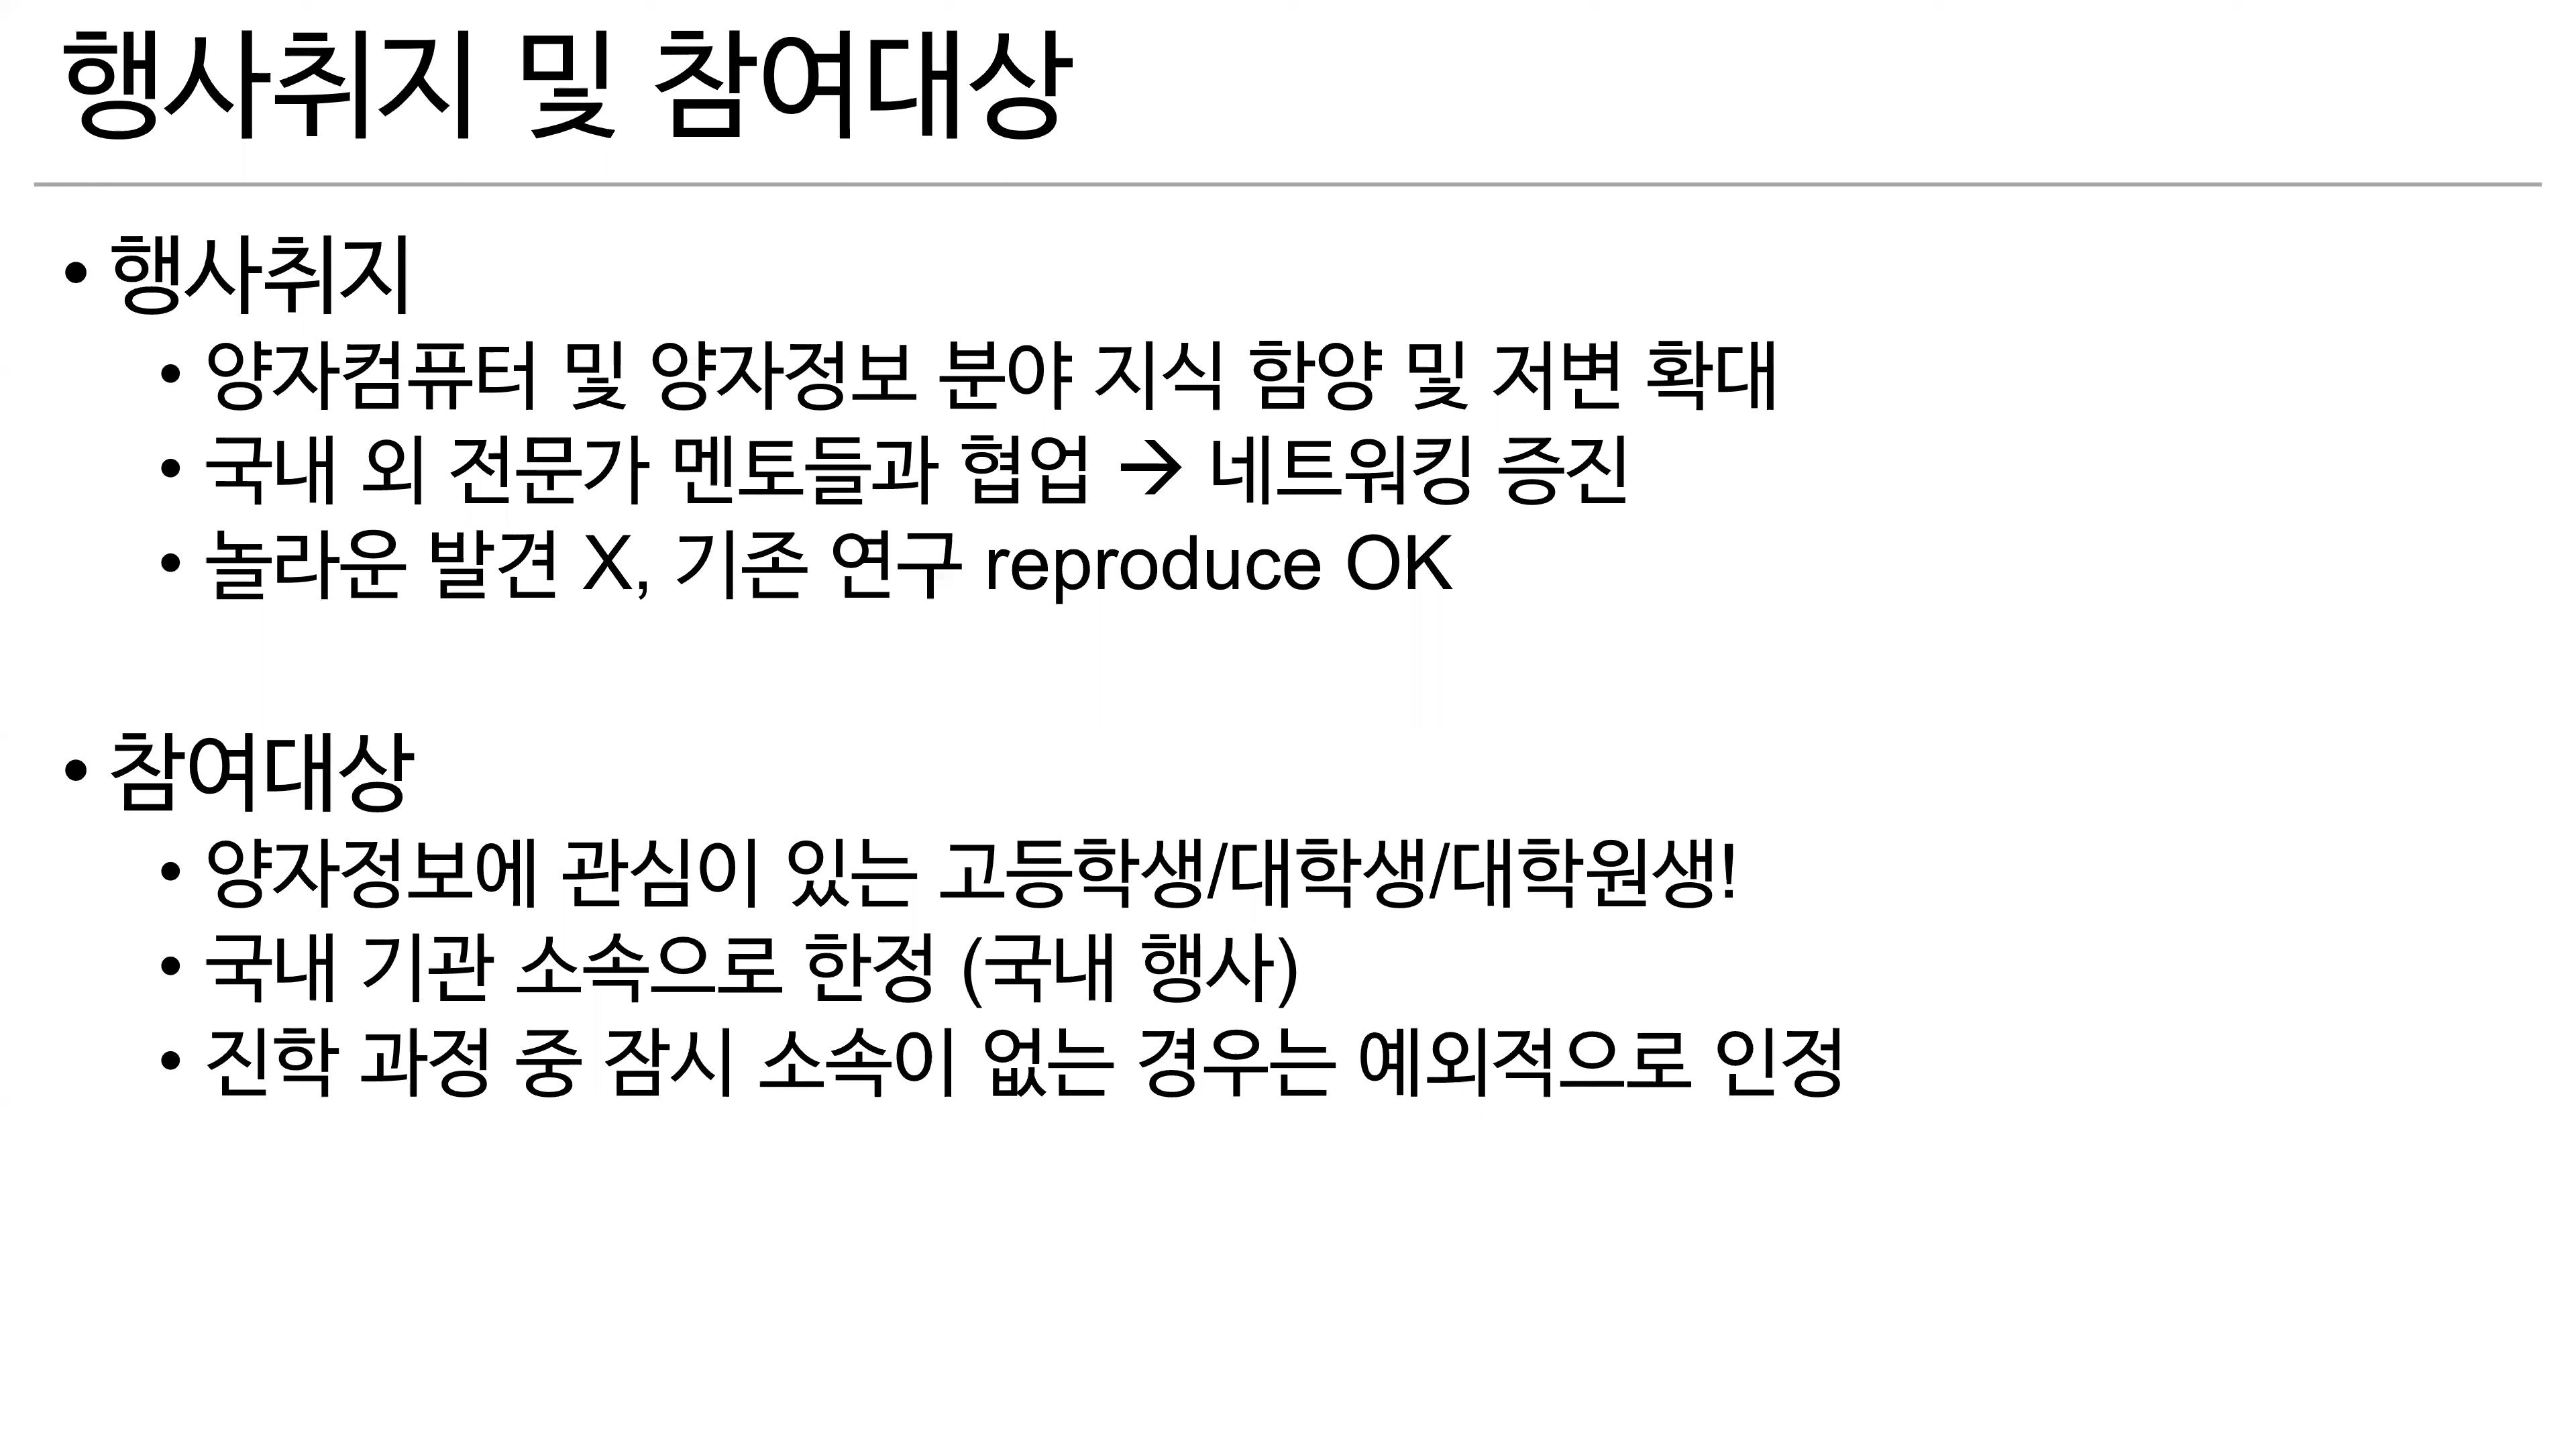 행사취지 및 참여대상
• 행사취지
• 양자컴퓨터 및 양자정보 분야 지식 함양 및 저변 확대
• 국내 외 전문가 멘토들과 협업 → 네트워킹 증진
• 놀라운 발견 X, 기존 연구 reproduce OK
• 참여대상
• 양자정보에 관심이 있는 고등학생/대학생/대학원생!
• 국내 기관 소속으로 한정 (국내 행사)
• 진학 과정 중 잠시 소속이 없는 경우는 예외적으로 인정